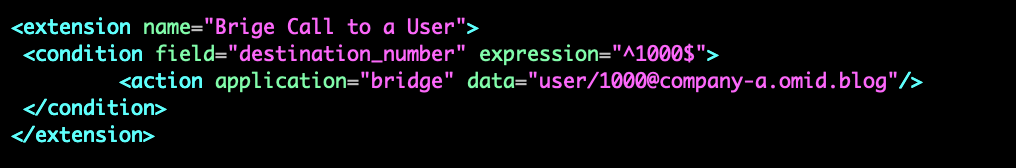 <extension name="Brige Call to a User">
<condition field="destination_number" expression="^1000$">
<action application="bridge" data="user/1000@company-a.omid.blog"/>
</condition>
</extension>